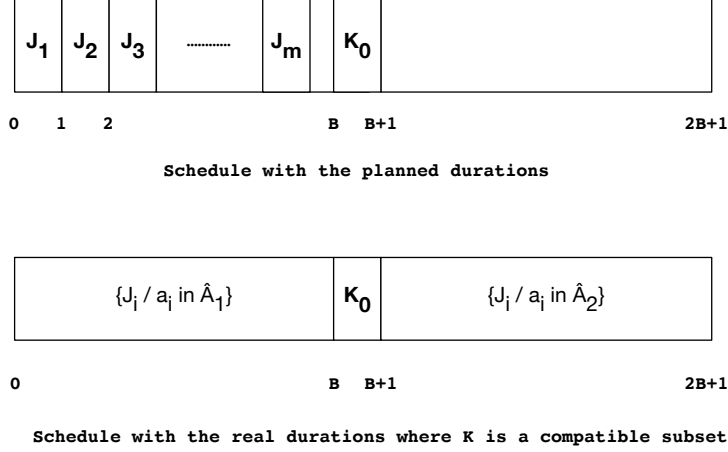 J1 J2 J3 ............ Jm K0
0 1 2 B B+1 2B+1
Schedule with the planned durations
{Ji / ai in Â1} K0 {Ji / ai in Â2}
0 B B+1 2B+1
Schedule with the real durations where K is a compatible subset